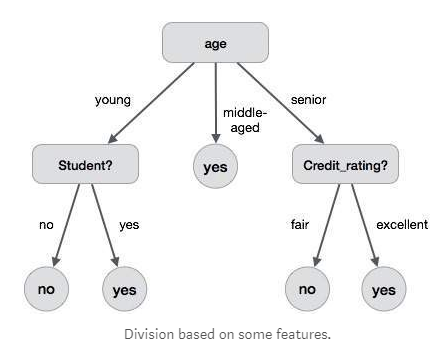 age
young
middle-
aged
senior
Student?
yes
Credit_rating?
no
yes
fair
excellent
no
yes
no
yes
Division based on some features.